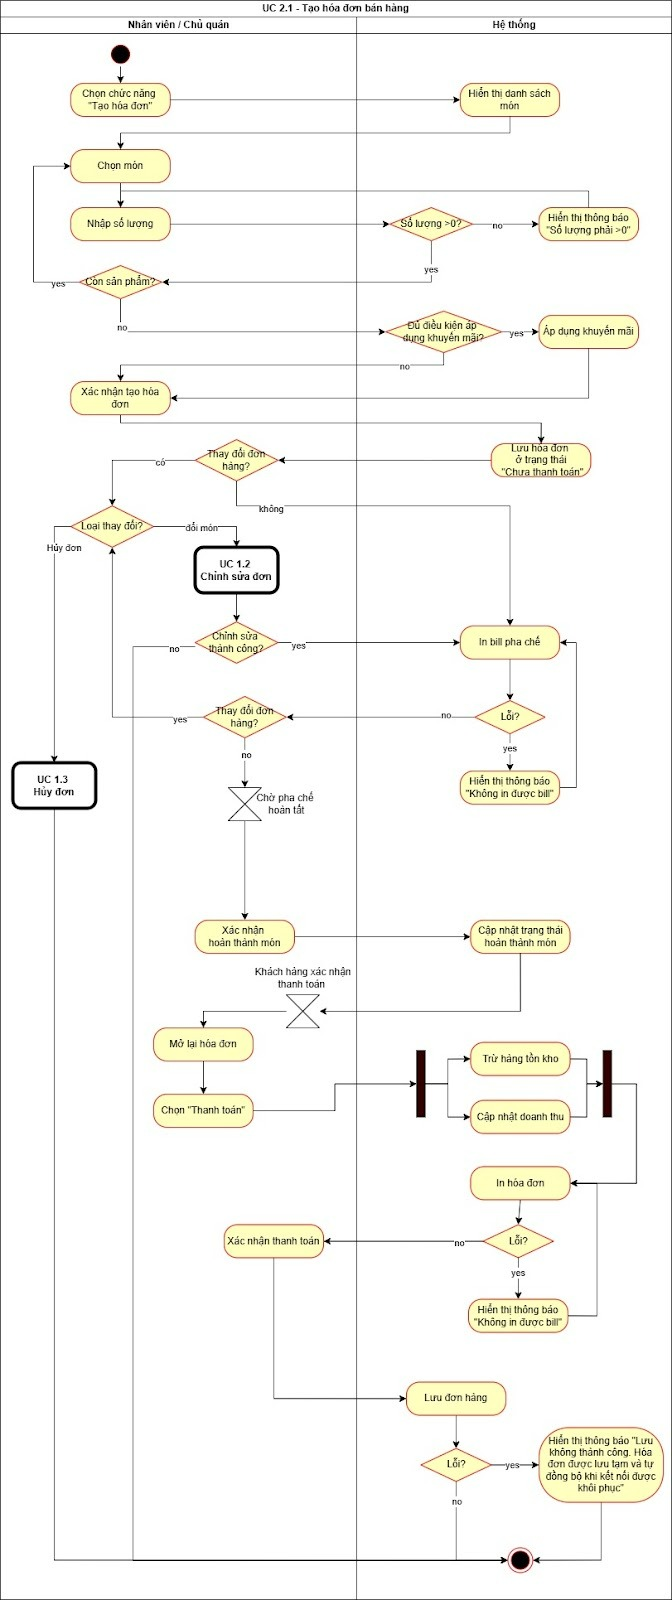 UC 2.1 - Tạo hóa đơn bán hàng
Nhân viên / Chủ quán
Hệ thống
Chọn chức năng
"Tạo hóa đơn"
Hiển thị danh sách
món
Chọn món
Nhập số lượng
Số lượng >0?
no
Hiển thị thông báo
"Số lượng phải >0"
yes
Còn sản phẩm?
yes
no
Đủ điều kiện áp
dụng khuyến mãi?
yes
Áp dụng khuyến mãi
no
Xác nhận tạo hóa
đơn
Lưu hóa đơn
ở trạng thái
"Chưa thanh toán"
Thay đổi đơn
hàng?
có
không
Loại thay đổi?
đổi món
Hủy đơn
UC 1.2
Chỉnh sửa đơn
Chỉnh sửa
thành công?
no
yes
In bill pha chế
Thay đổi đơn
hàng?
yes
no
Lỗi?
no
yes
Hiển thị thông báo
"Không in được bill"
UC 1.3
Hủy đơn
Chờ pha chế
hoàn tất
Xác nhận
hoàn thành món
Cập nhật trạng thái
hoàn thành món
Khách hàng xác nhận
thanh toán
Mở lại hóa đơn
Chọn "Thanh toán"
Trừ hàng tồn kho
Cập nhật doanh thu
In hóa đơn
Xác nhận thanh toán
no
Lỗi?
yes
Hiển thị thông báo
"Không in được bill"
Lưu đơn hàng
Lỗi?
yes
no
Hiển thị thông báo "Lưu
không thành công. Hóa
đơn được lưu tạm và tự
đồng bộ khi kết nối được
khôi phục"